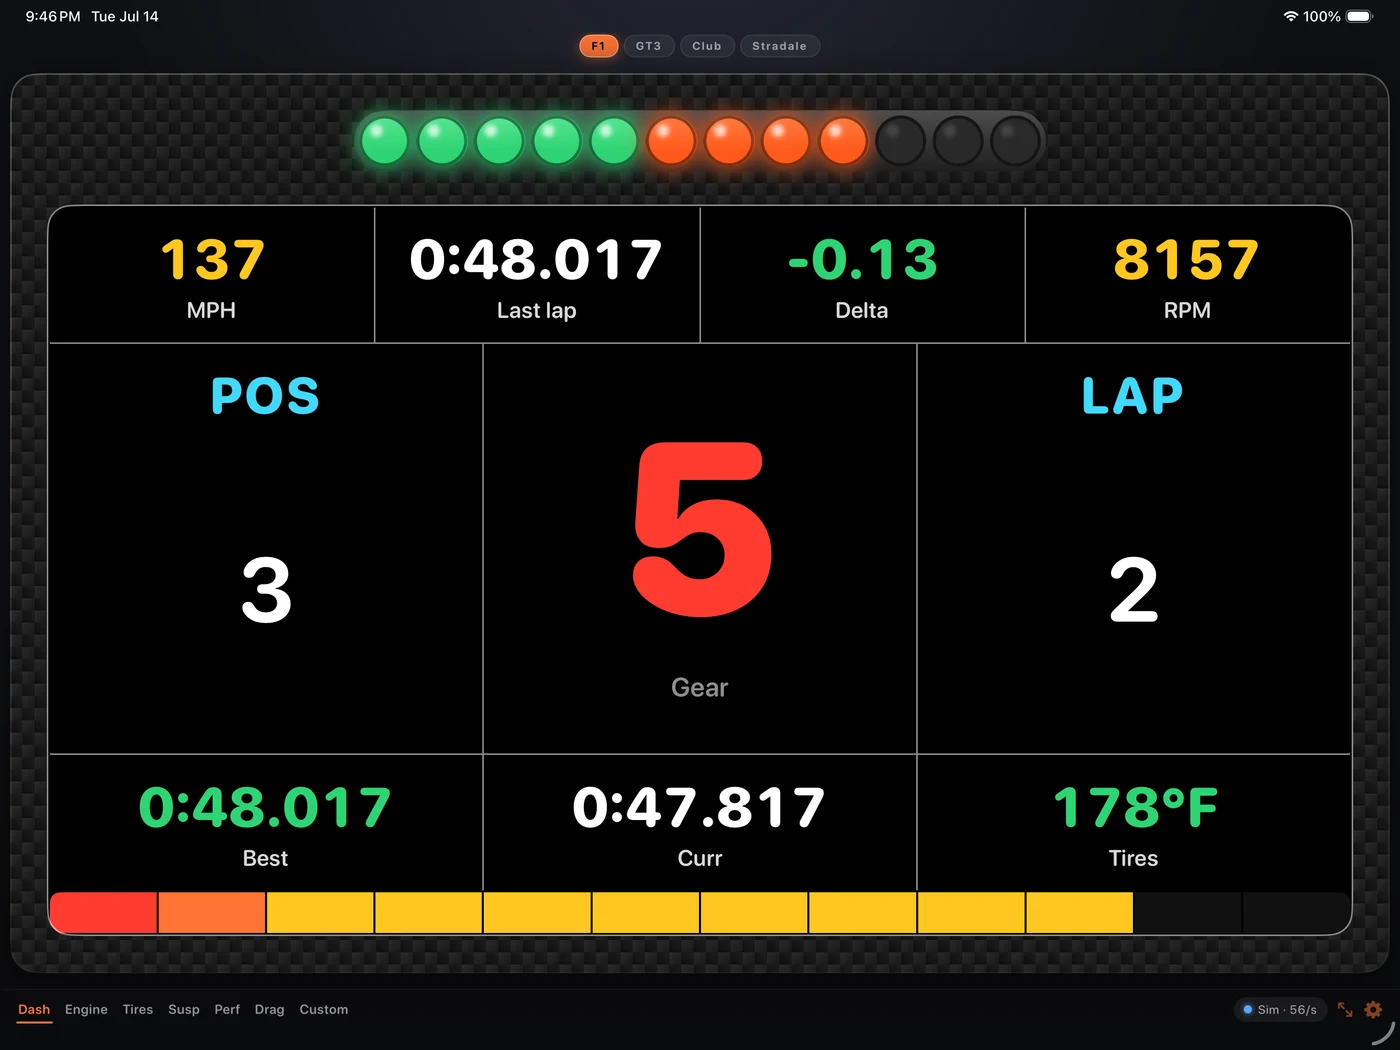 9:46 PM Tue Jul 14
100%
F1 GT3 Club Stradale
137 0:48.017 -0.13 8157
MPH Last lap Delta RPM
POS LAP
5
3 2
Gear
0:48.017 0:47.817 178°F
Best Curr Tires
Dash Engine Tires Susp Perf Drag Custom
Sim · 56/s